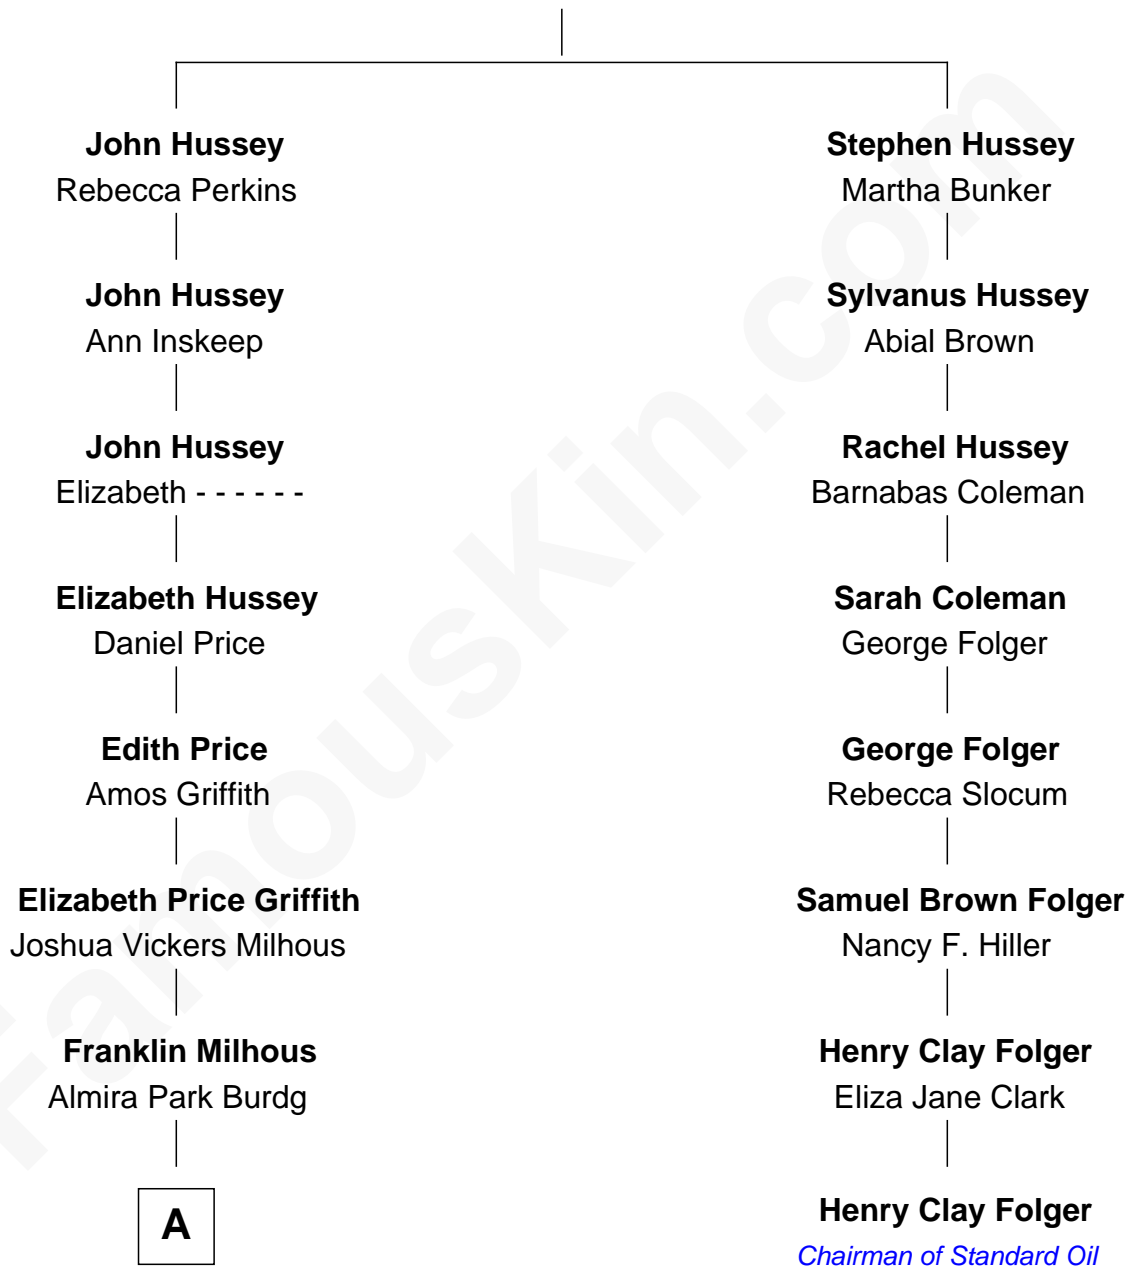 John Hussey
Rebecca Perkins
John Hussey
Ann Inskeep
John Hussey
Elizabeth - - - - - -
Elizabeth Hussey
Daniel Price
Edith Price
Amos Griffith
Elizabeth Price Griffith
Joshua Vickers Milhous
Franklin Milhous
Almira Park Burdg
A
Stephen Hussey
Martha Bunker
Sylvanus Hussey
Abial Brown
Rachel Hussey
Barnabas Coleman
Sarah Coleman
George Folger
George Folger
Rebecca Slocum
Samuel Brown Folger
Nancy F. Hiller
Henry Clay Folger
Eliza Jane Clark
Henry Clay Folger
Chairman of Standard Oil
FamousKin.com